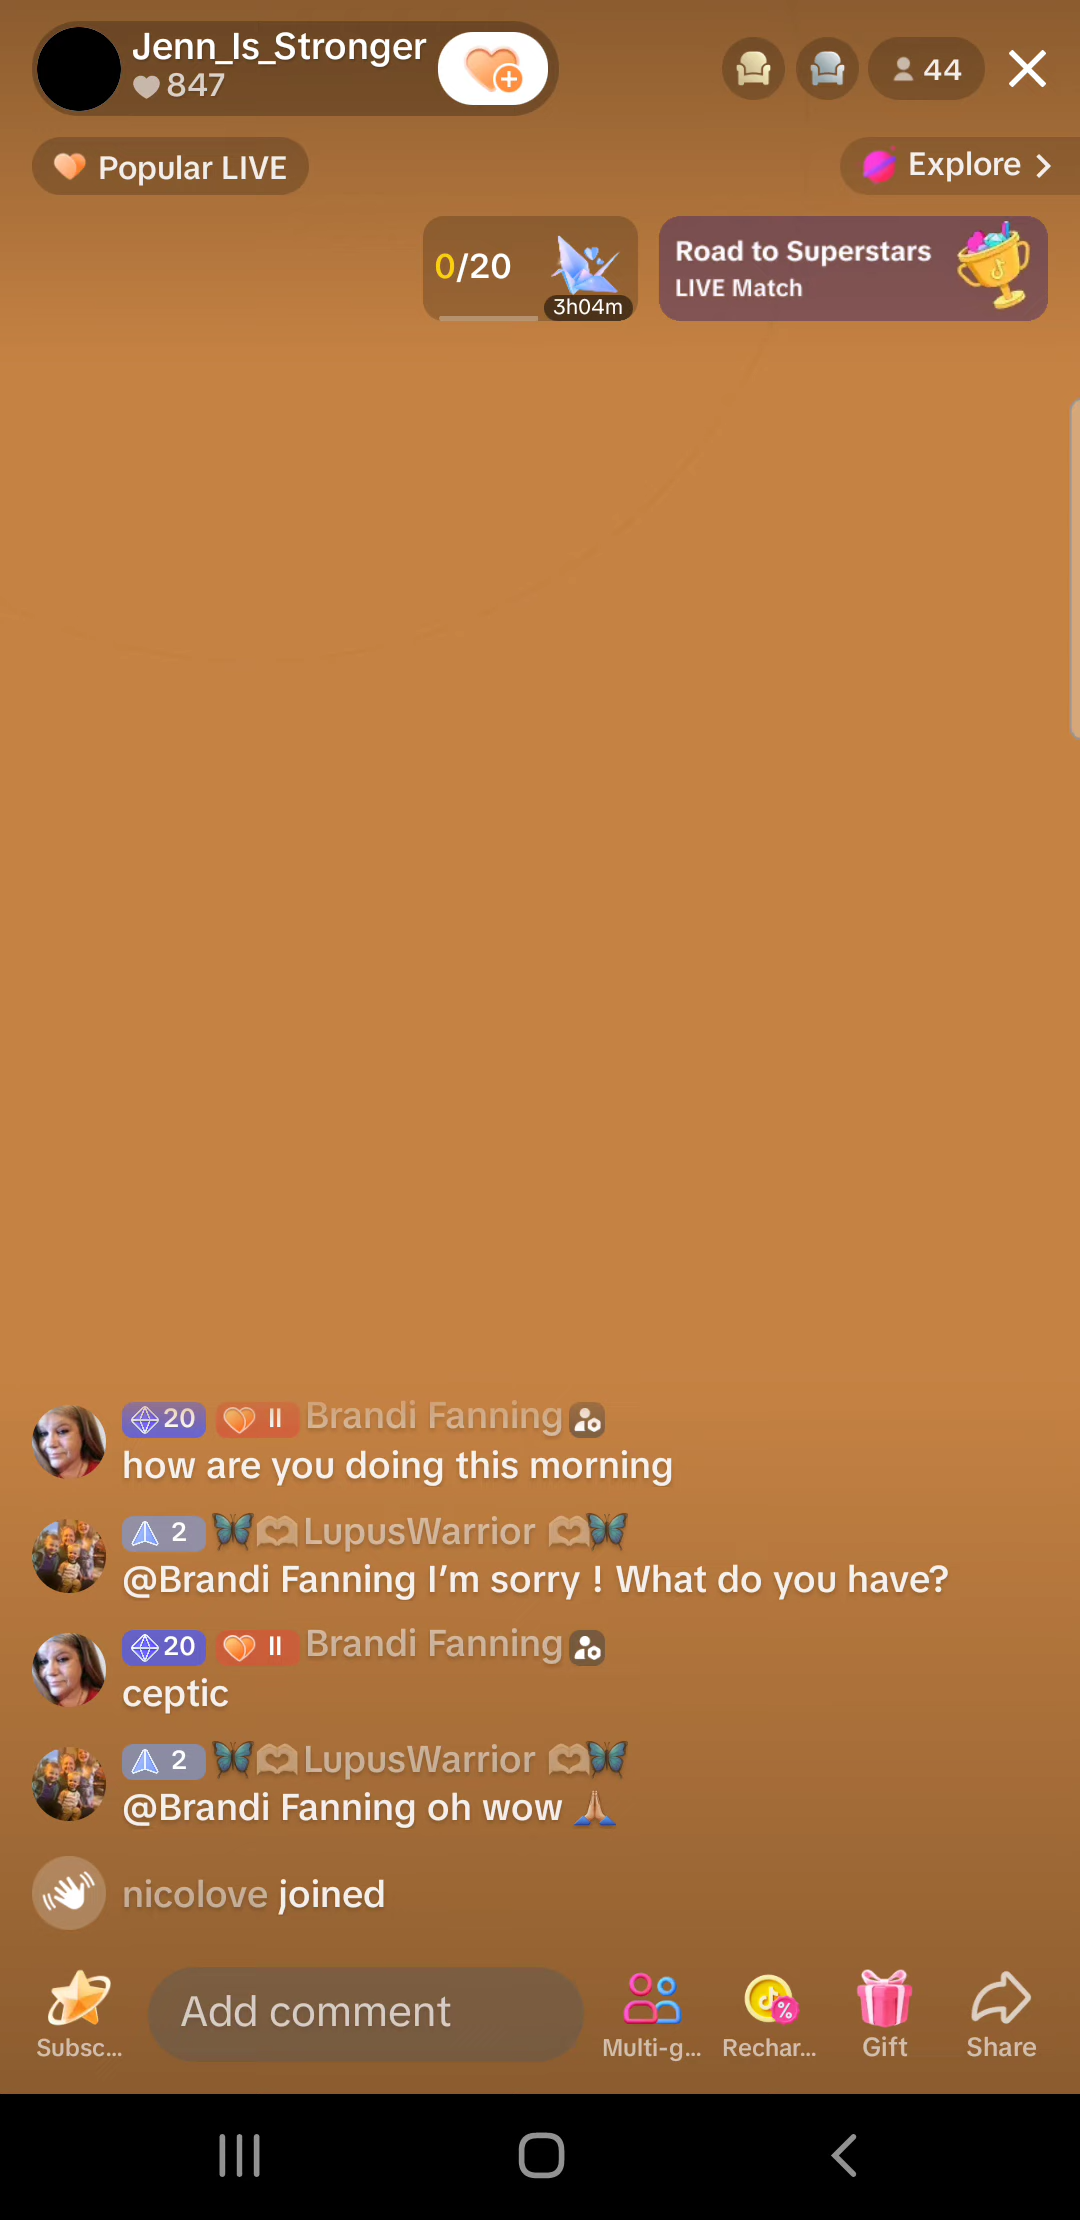 Jenn_Is_Stronger
847
44
Popular LIVE
Explore
0/20
3h04m
Road to Superstars
LIVE Match
20 II Brandi Fanning
how are you doing this morning
2 🦋🫶LupusWarrior 🫶🦋
@Brandi Fanning I’m sorry ! What do you have?
20 II Brandi Fanning
ceptic
2 🦋🫶LupusWarrior 🫶🦋
@Brandi Fanning oh wow 🙏🏼
nicolove joined
Add comment
Subsc...
Multi-g...
Rechar...
Gift
Share